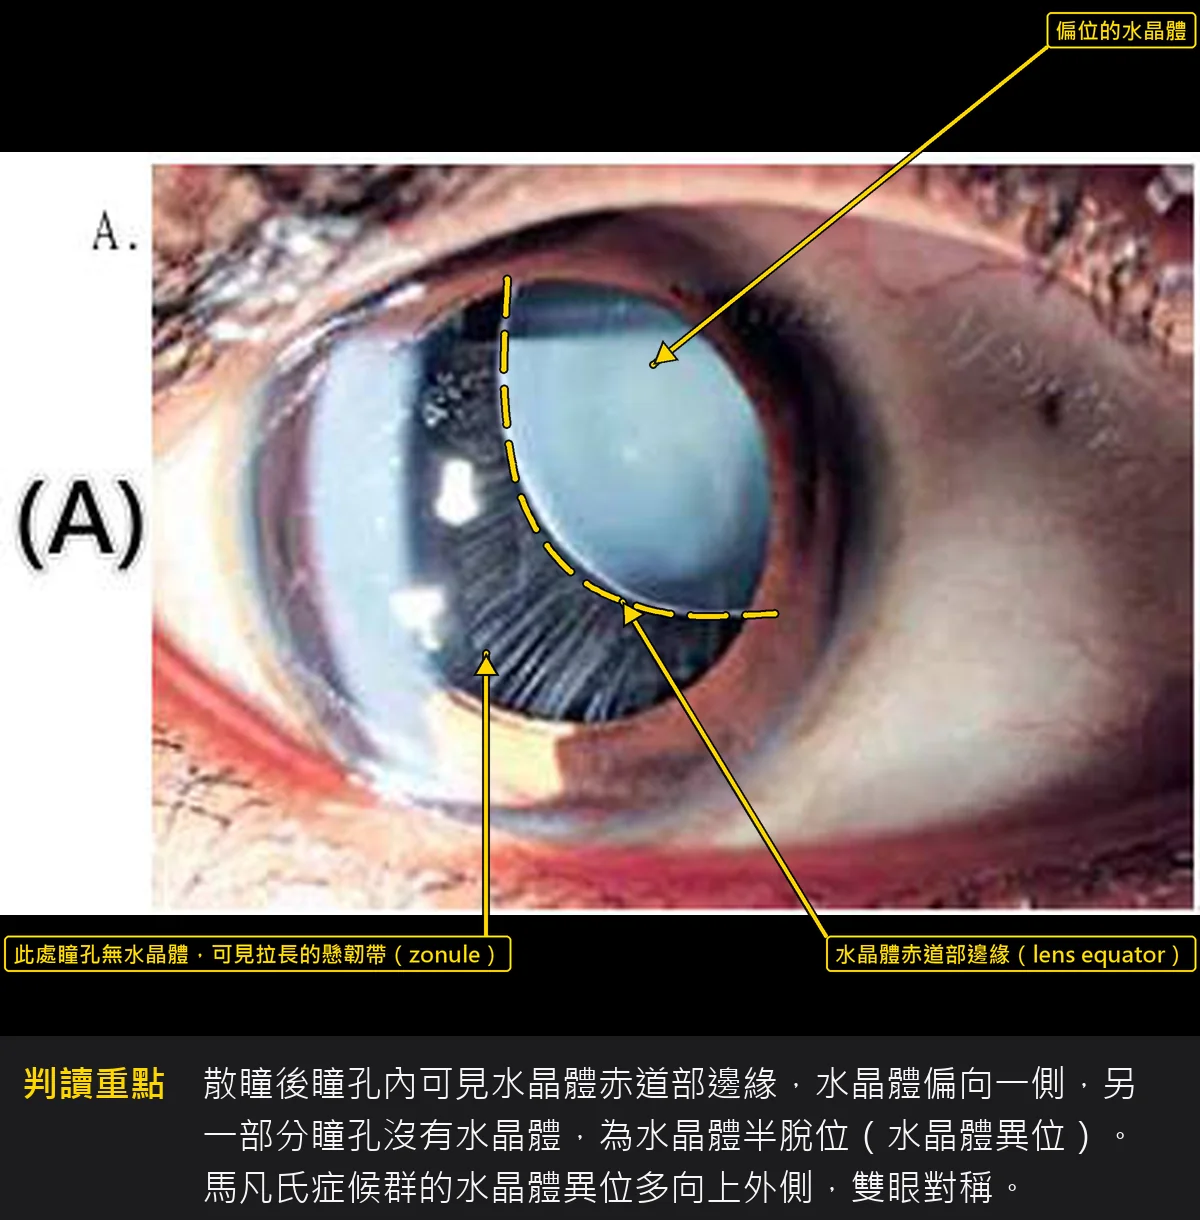 偏位的水晶體
A.
(A)
此處瞳孔無水晶體，可見拉長的懸韌帶（zonule）
水晶體赤道部邊緣（lens equator）
判讀重點 散瞳後瞳孔內可見水晶體赤道部邊緣，水晶體偏向一側，另
一部分瞳孔沒有水晶體，為水晶體半脫位（水晶體異位）。
馬凡氏症候群的水晶體異位多向上外側，雙眼對稱。